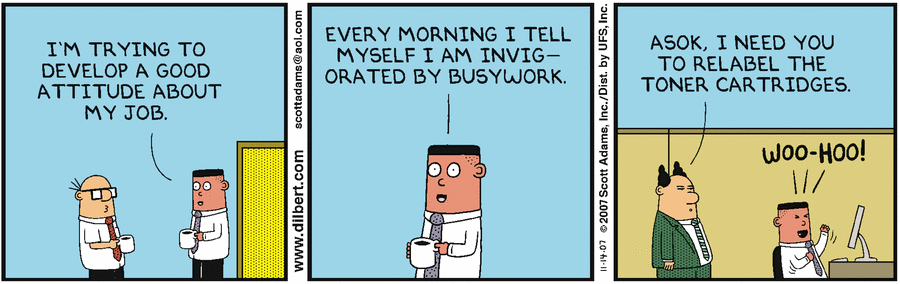 I'M TRYING TO
DEVELOP A GOOD
ATTITUDE ABOUT
MY JOB.
www.dilbert.com scottadams@aol.com
EVERY MORNING I TELL
MYSELF I AM INVIG-
ORATED BY BUSYWORK.
11-14-07 © 2007 Scott Adams, Inc./Dist. by UFS, Inc.
ASOK, I NEED YOU
TO RELABEL THE
TONER CARTRIDGES.
WOO-HOO!